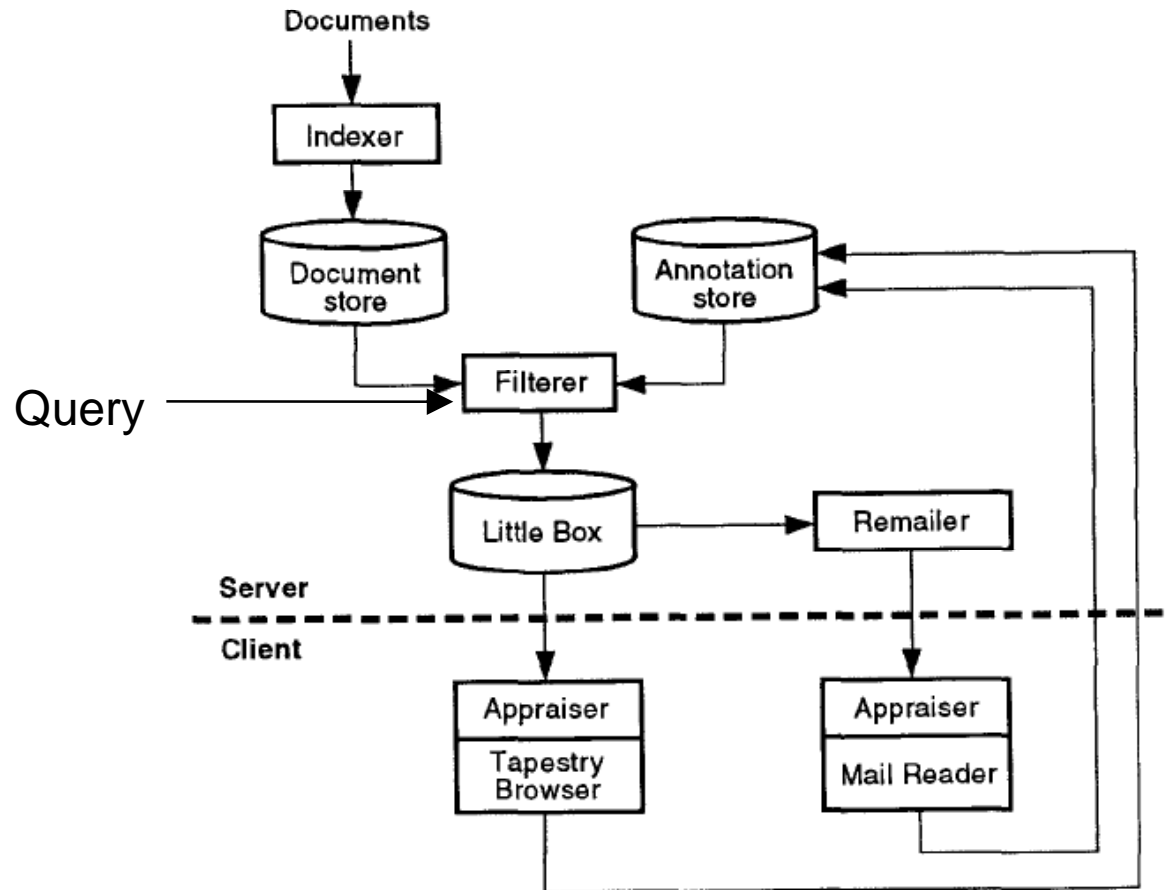 Documents
Indexer
Document
store
Annotation
store
Filterer
Query
Little Box
Remailer
Server
Client
Appraiser
Tapestry
Browser
Appraiser
Mail Reader